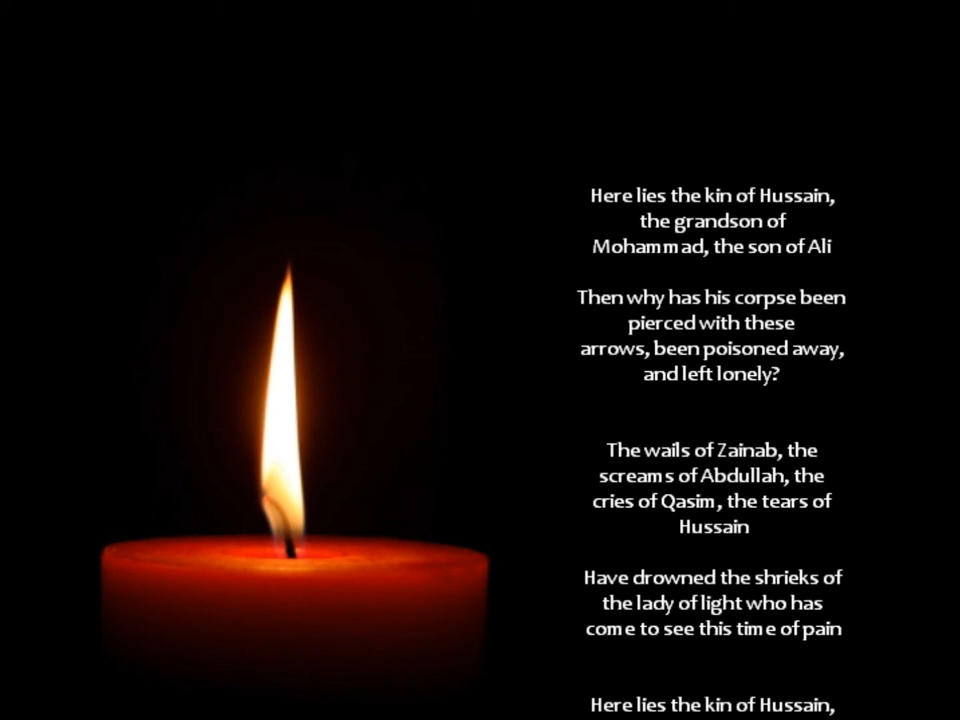 Here lies the kin of Hussain,
the grandson of
Mohammad, the son of Ali
Then why has his corpse been
pierced with these
arrows, been poisoned away,
and left lonely?
The wails of Zainab, the
screams of Abdullah, the
cries of Qasim, the tears of
Hussain
Have drowned the shrieks of
the lady of light who has
come to see this time of pain
Here lies the kin of Hussain,